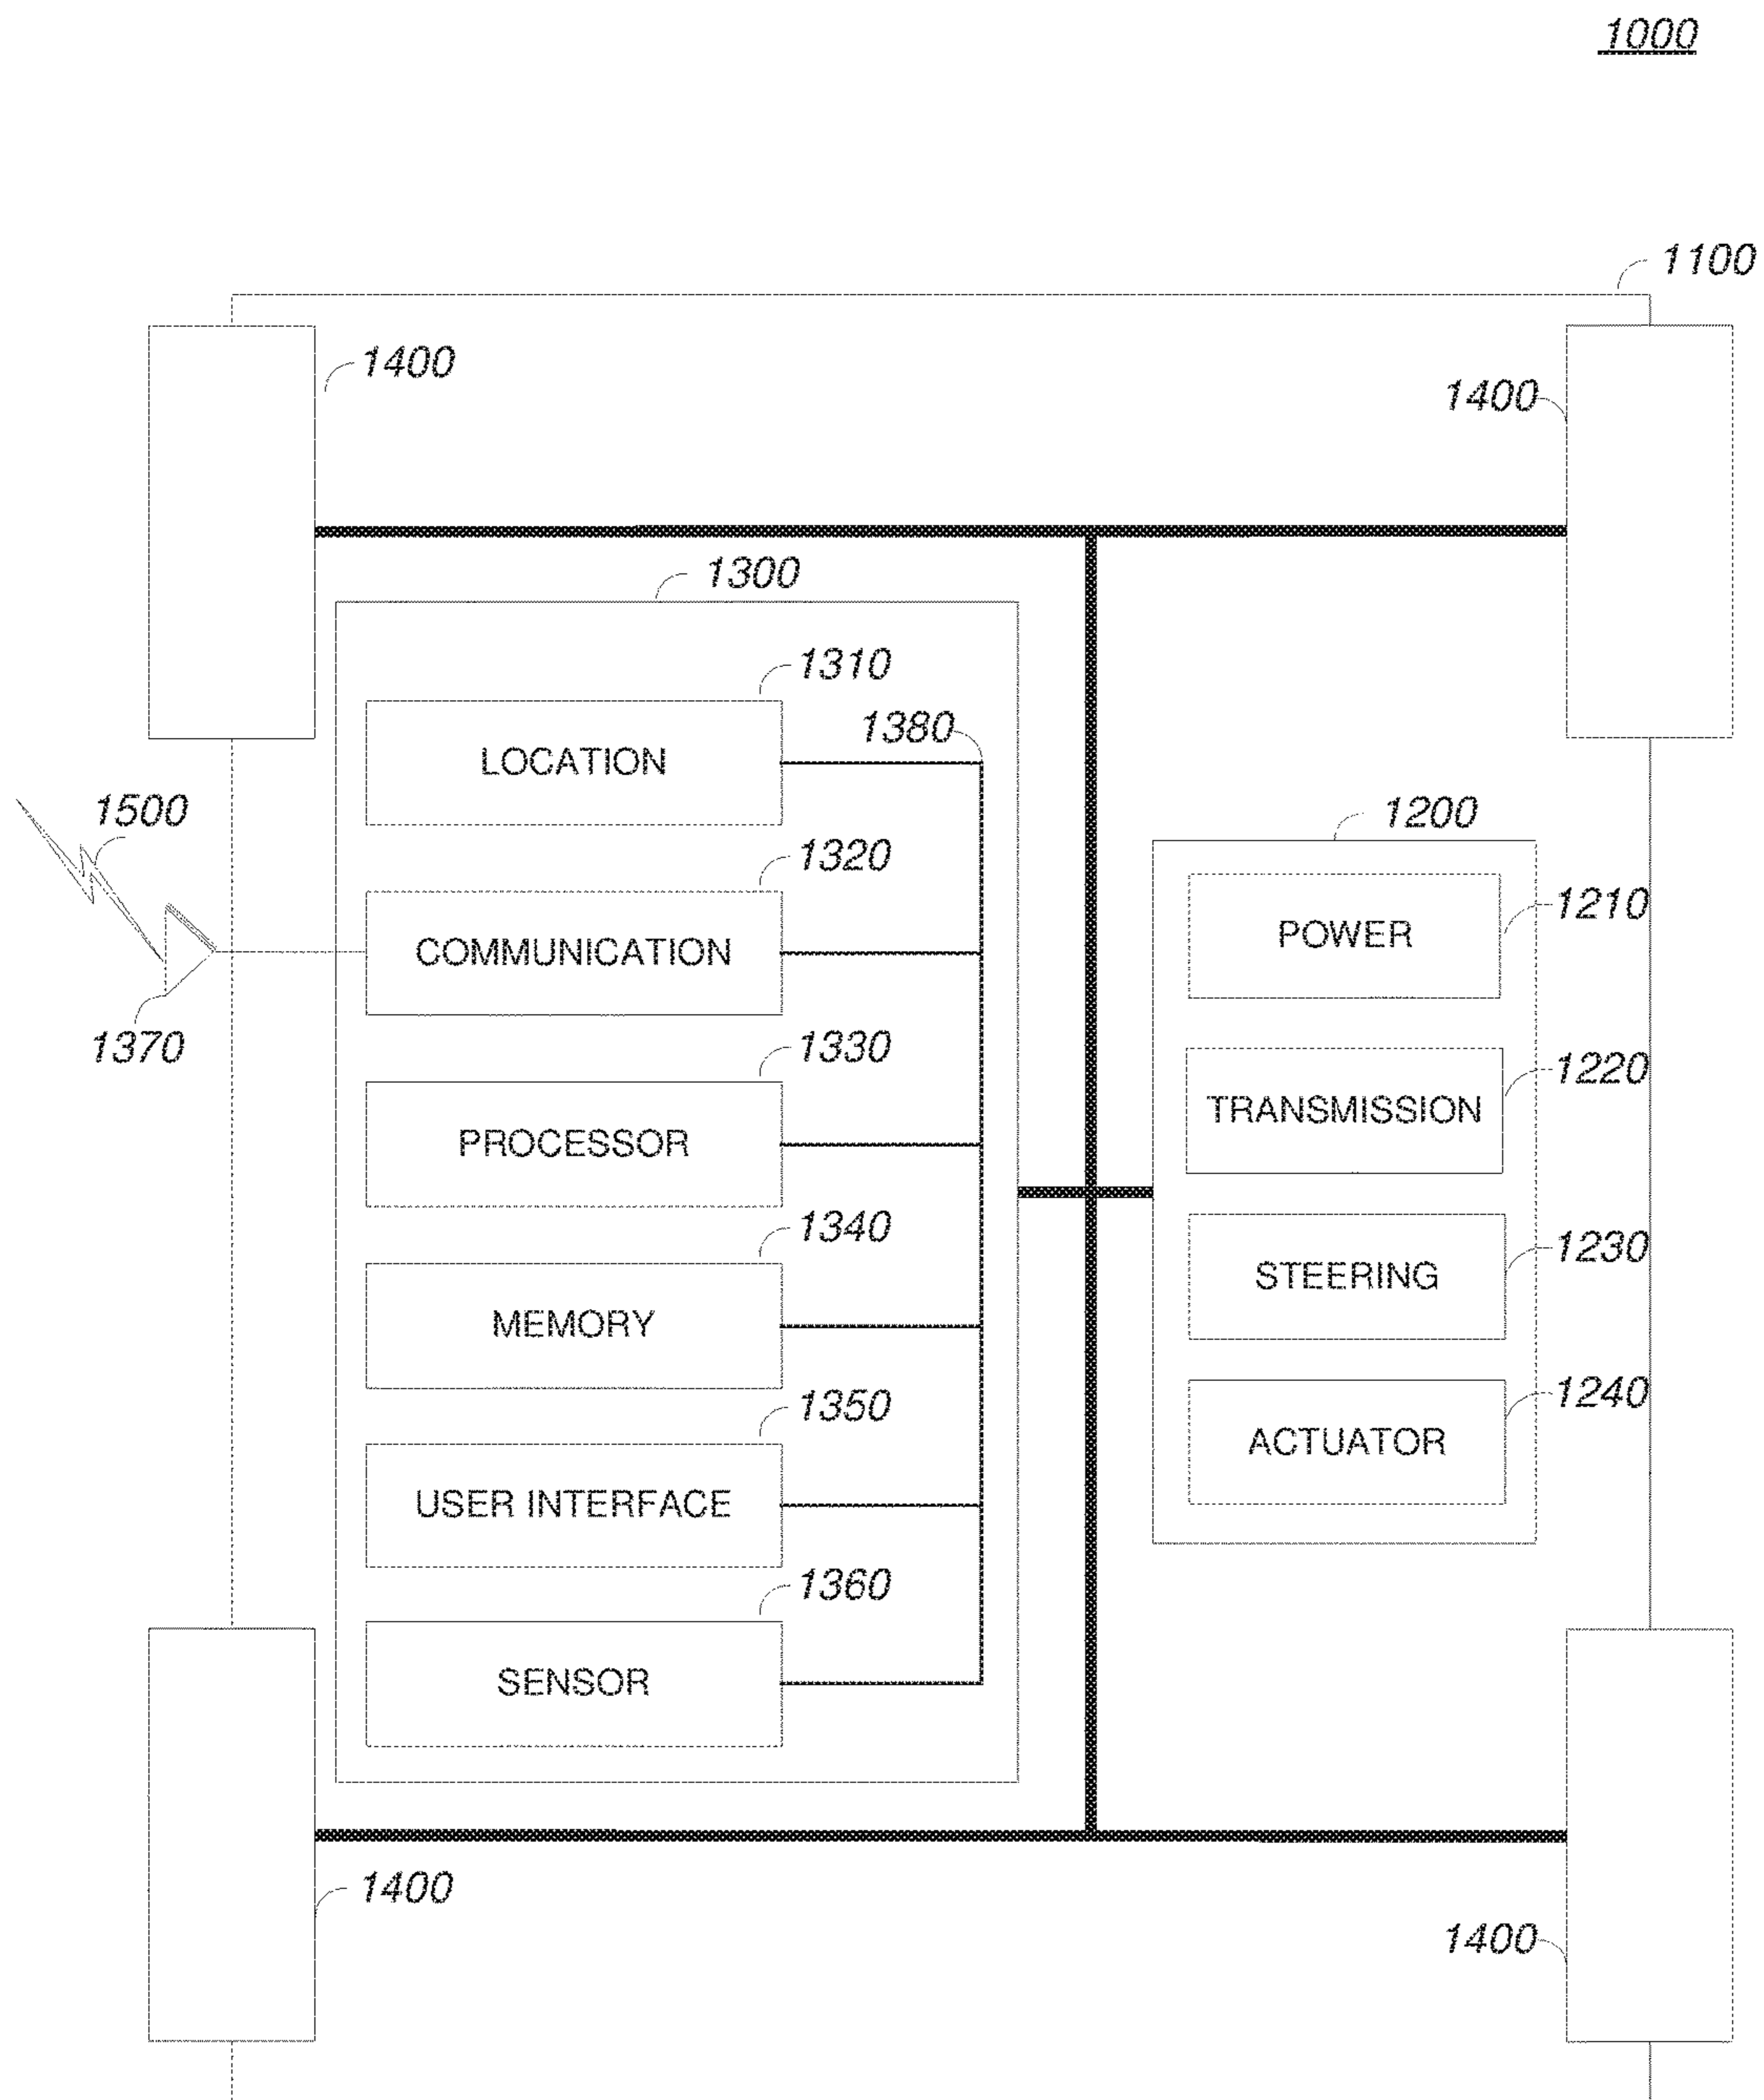 1000
1100
1400
1400
1300
1310
1380
LOCATION
1500
1200
1320
1210
POWER
COMMUNICATION
1370
1330
1220
TRANSMISSION
PROCESSOR
1340
1230
STEERING
MEMORY
1350
1240
ACTUATOR
USER INTERFACE
1360
SENSOR
1400
1400